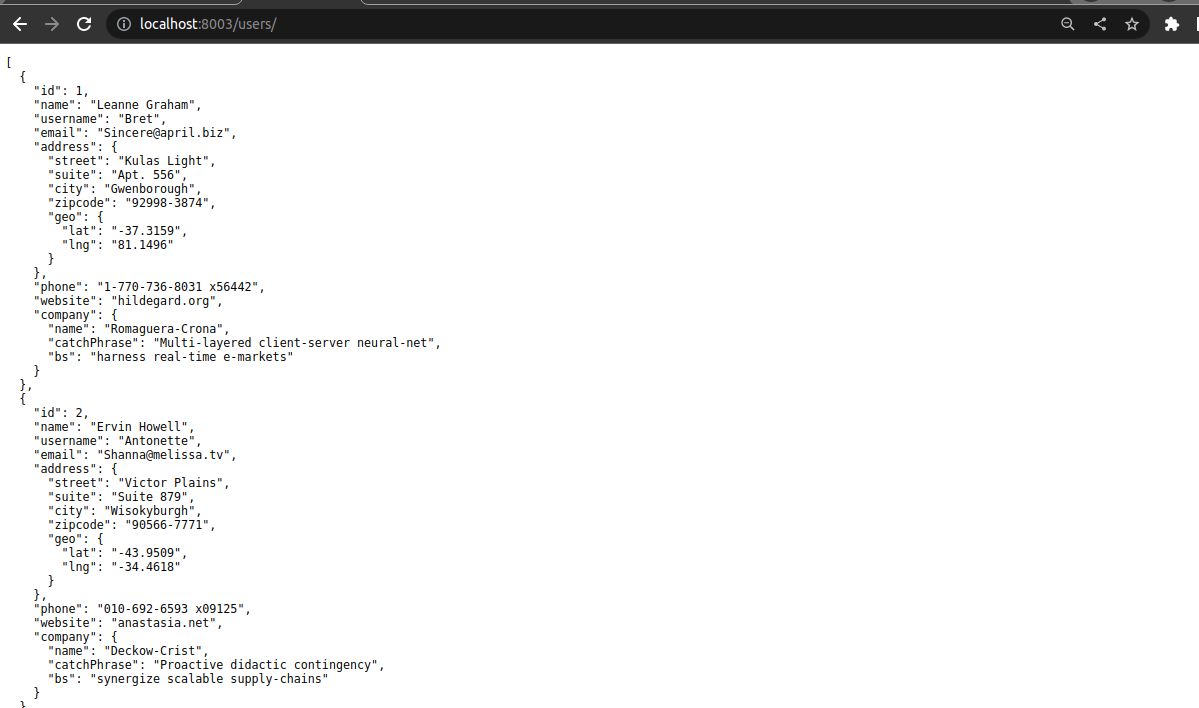 localhost:8003/users/
[
  {
    "id": 1,
    "name": "Leanne Graham",
    "username": "Bret",
    "email": "Sincere@april.biz",
    "address": {
      "street": "Kulas Light",
      "suite": "Apt. 556",
      "city": "Gwenborough",
      "zipcode": "92998-3874",
      "geo": {
        "lat": "-37.3159",
        "lng": "81.1496"
      }
    },
    "phone": "1-770-736-8031 x56442",
    "website": "hildegard.org",
    "company": {
      "name": "Romaguera-Crona",
      "catchPhrase": "Multi-layered client-server neural-net",
      "bs": "harness real-time e-markets"
    }
  },
  {
    "id": 2,
    "name": "Ervin Howell",
    "username": "Antonette",
    "email": "Shanna@melissa.tv",
    "address": {
      "street": "Victor Plains",
      "suite": "Suite 879",
      "city": "Wisokyburgh",
      "zipcode": "90566-7771",
      "geo": {
        "lat": "-43.9509",
        "lng": "-34.4618"
      }
    },
    "phone": "010-692-6593 x09125",
    "website": "anastasia.net",
    "company": {
      "name": "Deckow-Crist",
      "catchPhrase": "Proactive didactic contingency",
      "bs": "synergize scalable supply-chains"
    }
  }